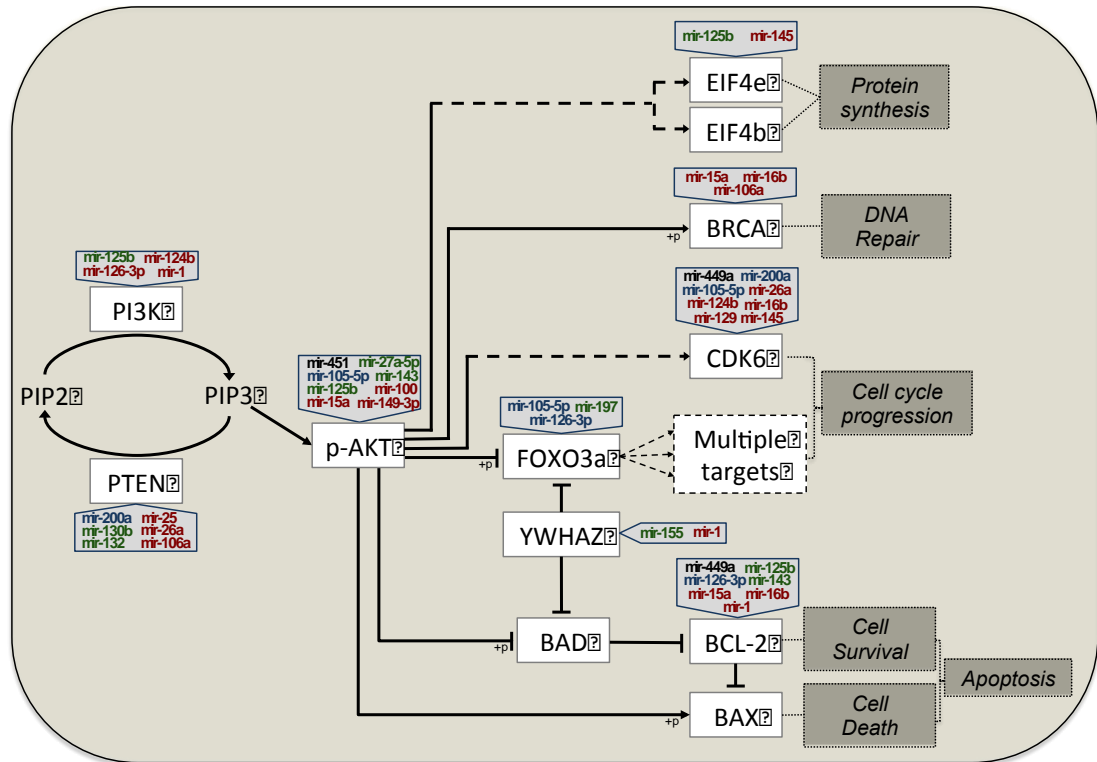 mir-125b mir-145
EIF4e⍰
EIF4b⍰
Protein
synthesis
mir-15a mir-16b
mir-106a
+p
BRCA⍰
DNA
Repair
mir-125b mir-124b
mir-126-3p mir-1
PI3K⍰
PIP2⍰
PIP3⍰
PTEN⍰
mir-200a mir-25
mir-130b mir-26a
mir-132 mir-106a
mir-451 mir-27a-5p
mir-105-5p mir-143
mir-125b mir-100
mir-15a mir-149-3p
p-AKT⍰
mir-449a mir-200a
mir-105-5p mir-26a
mir-124b mir-16b
mir-129 mir-145
CDK6⍰
Cell cycle
progression
mir-105-5p mir-197
mir-126-3p
+p
FOXO3a⍰
Multiple⍰
targets⍰
YWHAZ⍰
mir-155 mir-1
mir-449a mir-125b
mir-126-3p mir-143
mir-15a mir-16b
mir-1
+p
BAD⍰
BCL-2⍰
Cell
Survival
Apoptosis
+p
BAX⍰
Cell
Death